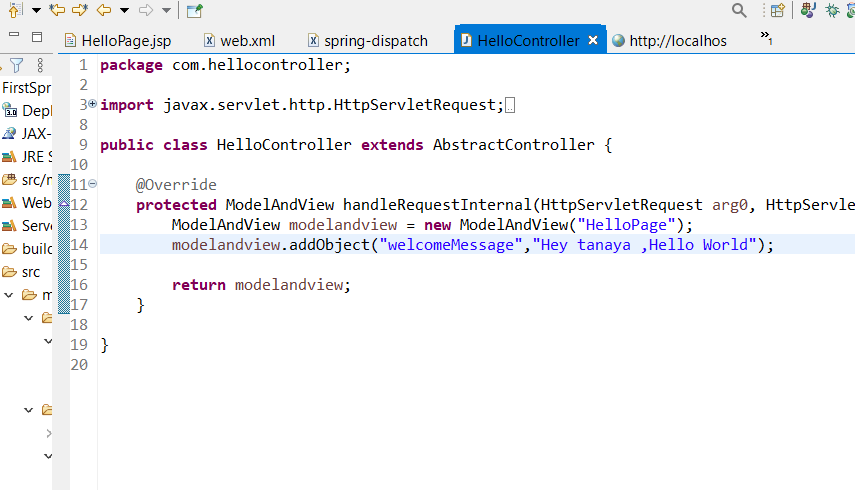 HelloPage.jsp
web.xml
spring-dispatch
HelloController
http://localhos
»1
FirstSpr
Depl
JAX-
JRE S
src/m
Web
Serve
build
src
m
1 package com.hellocontroller;
2
3 import javax.servlet.http.HttpServletRequest;
8
9 public class HelloController extends AbstractController {
10
11 @Override
12 protected ModelAndView handleRequestInternal(HttpServletRequest arg0, HttpServle
13 ModelAndView modelandview = new ModelAndView("HelloPage");
14 modelandview.addObject("welcomeMessage","Hey tanaya ,Hello World");
15
16 return modelandview;
17 }
18
19 }
20